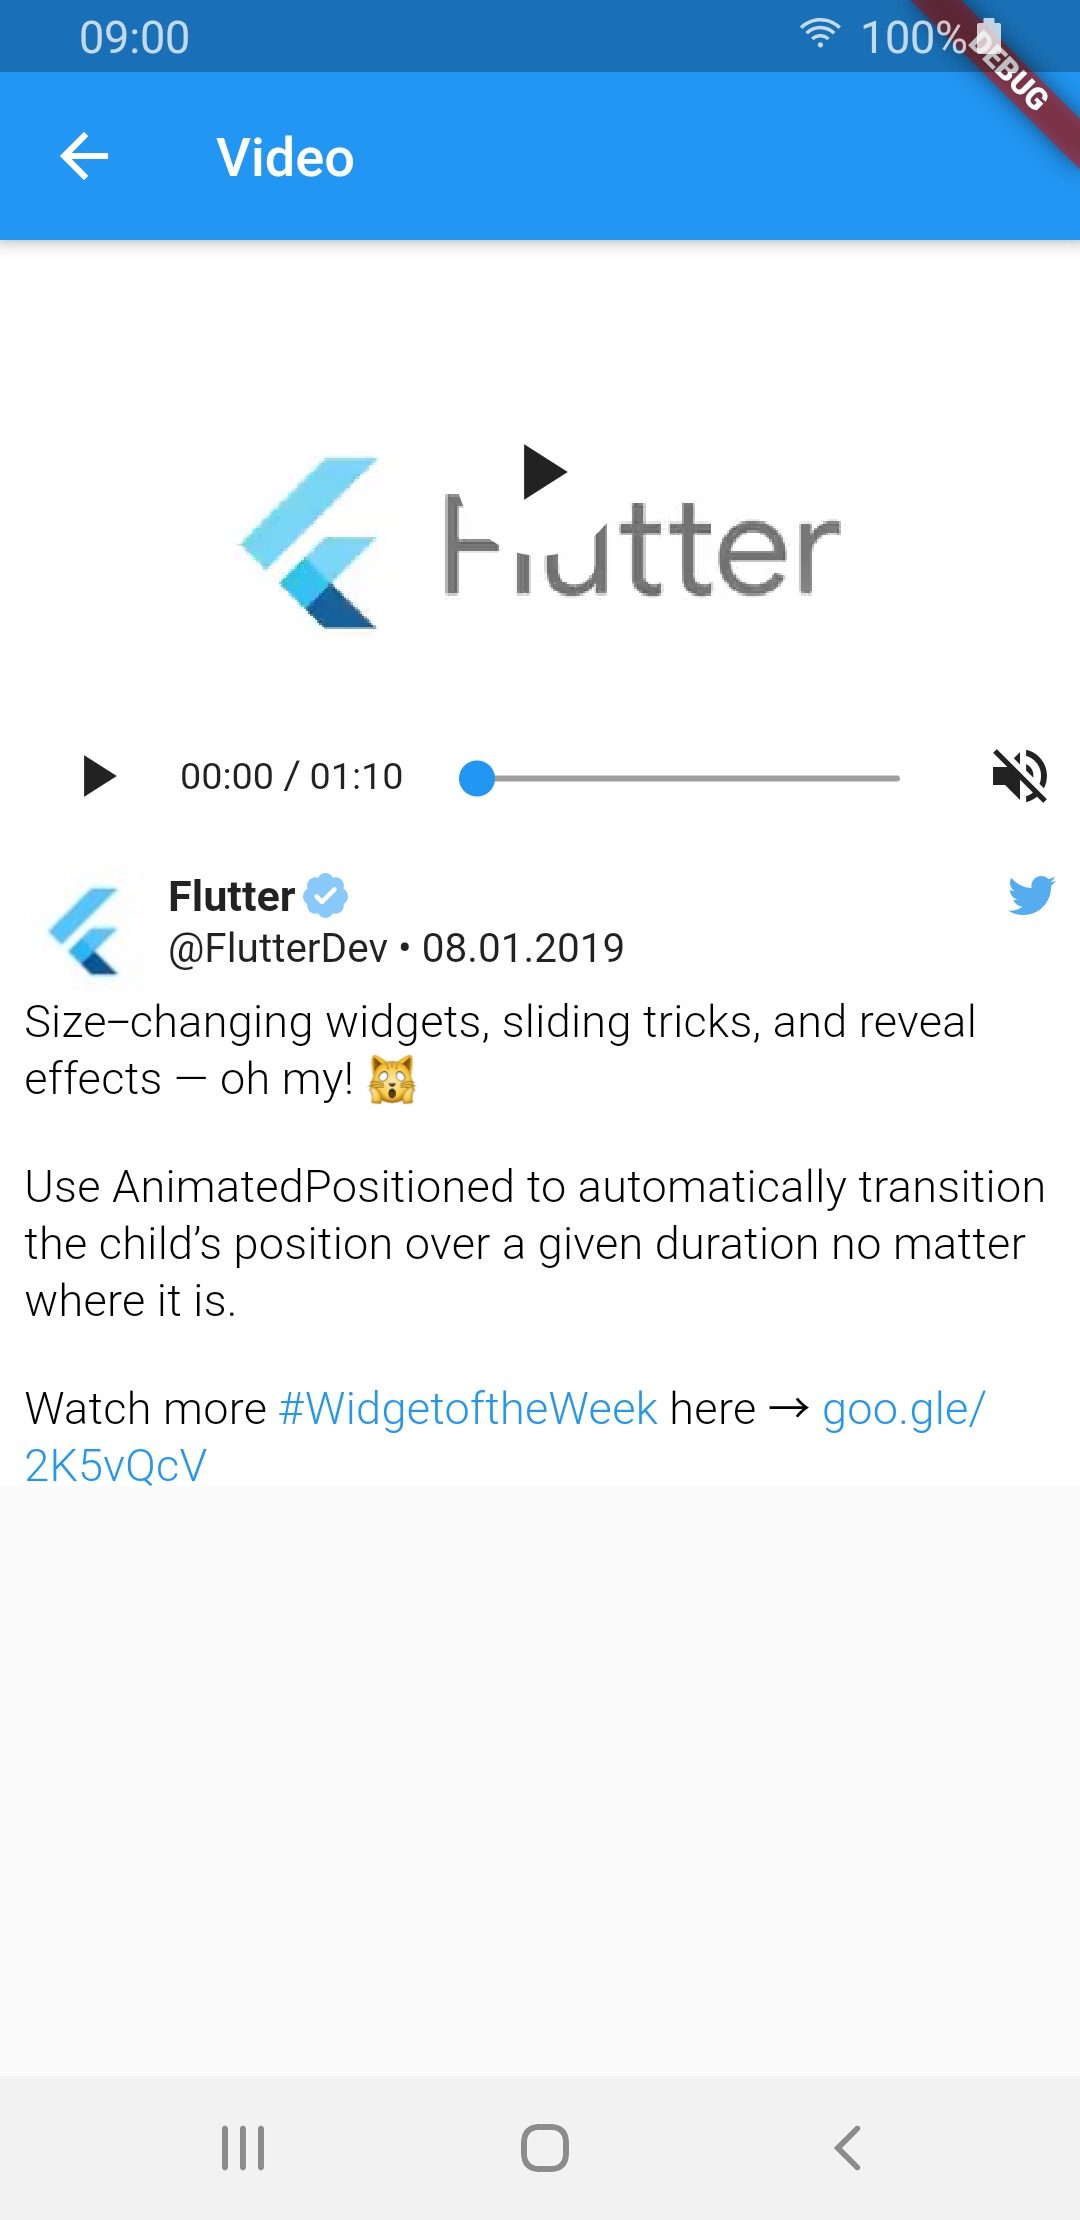 09:00
100%
DEBUG
Video
Flutter
00:00 / 01:10
Flutter
@FlutterDev • 08.01.2019
Size–changing widgets, sliding tricks, and reveal
effects — oh my! 🙀
Use AnimatedPositioned to automatically transition
the child’s position over a given duration no matter
where it is.
Watch more #WidgetoftheWeek here → goo.gle/
2K5vQcV